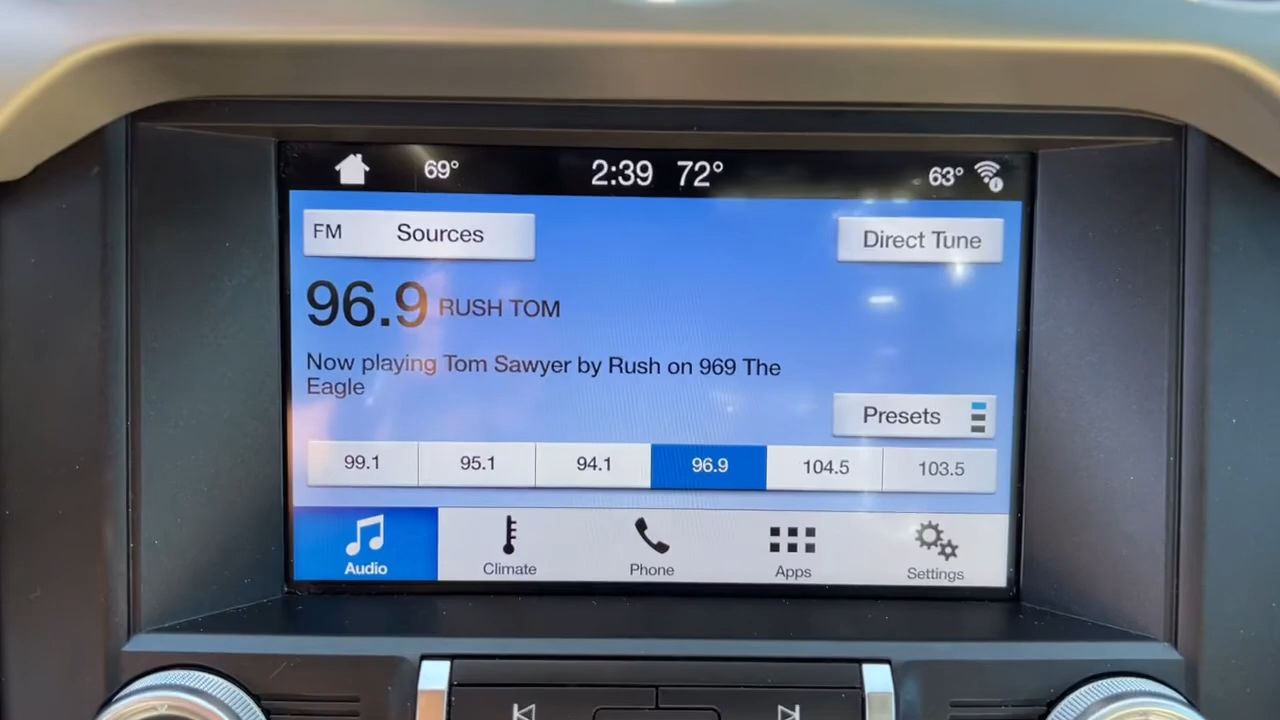 69° 2:39 72° 63°
FM Sources Direct Tune
96.9 RUSH TOM
Now playing Tom Sawyer by Rush on 969 The
Eagle
Presets
99.1 95.1 94.1 96.9 104.5 103.5
Audio Climate Phone Apps Settings